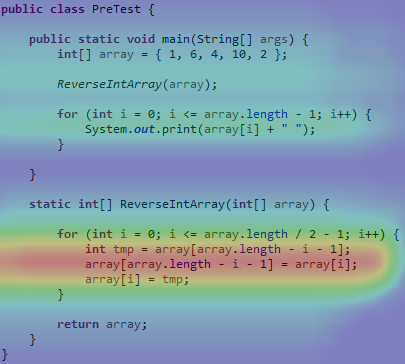 public class PreTest {
public static void main(String[] args) {
int[] array = { 1, 6, 4, 10, 2 };
ReverseIntArray(array);
for (int i = 0; i <= array.length - 1; i++) {
System.out.print(array[i] + " ");
}
}
static int[] ReverseIntArray(int[] array) {
for (int i = 0; i <= array.length / 2 - 1; i++) {
int tmp = array[array.length - i - 1];
array[array.length - i - 1] = array[i];
array[i] = tmp;
}
return array;
}
}